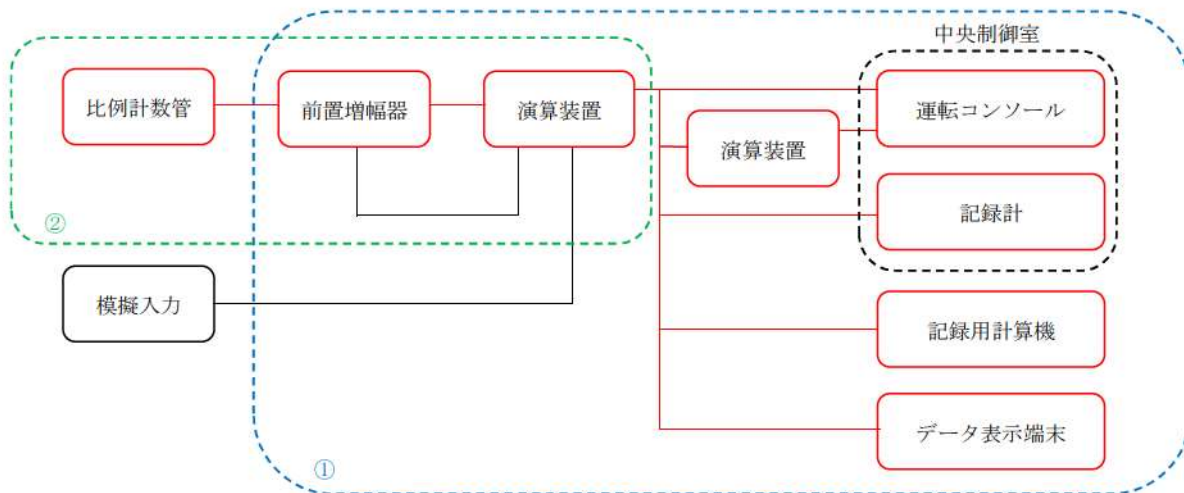 中央制御室
比例計数管
前置増幅器
演算装置
運転コンソール
演算装置
記録計
②
模擬入力
記録用計算機
データ表示端末
①